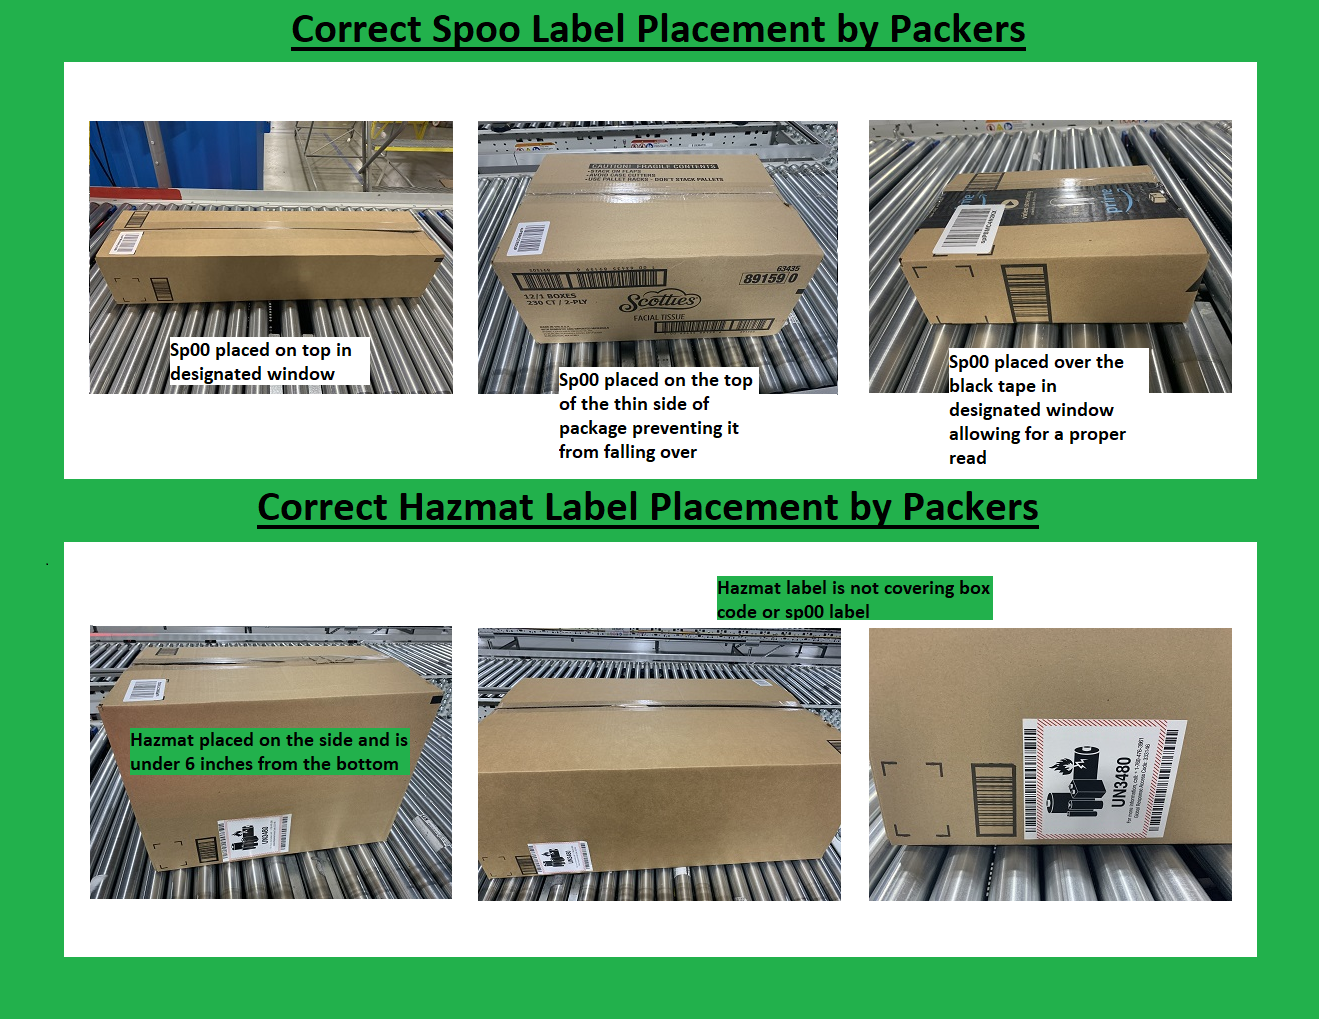 Correct Spoo Label Placement by Packers
CAUTION: FRAGILE CONTENTS
•STACK ON FLAPS
•AVOID CASE CUTTERS
•USE PALLET RACKS - DON'T STACK PALLETS
63435
89159/0
12/1 BOXES
230 CT / 2-PLY
Scotties
FACIAL TISSUE
prime
Sp00 placed on top in
designated window
Sp00 placed on the top
of the thin side of
package preventing it
from falling over
Sp00 placed over the
black tape in
designated window
allowing for a proper
read
Correct Hazmat Label Placement by Packers
Hazmat label is not covering box
code or sp00 label
Hazmat placed on the side and is
under 6 inches from the bottom
UN3480
UN3480
UN3480